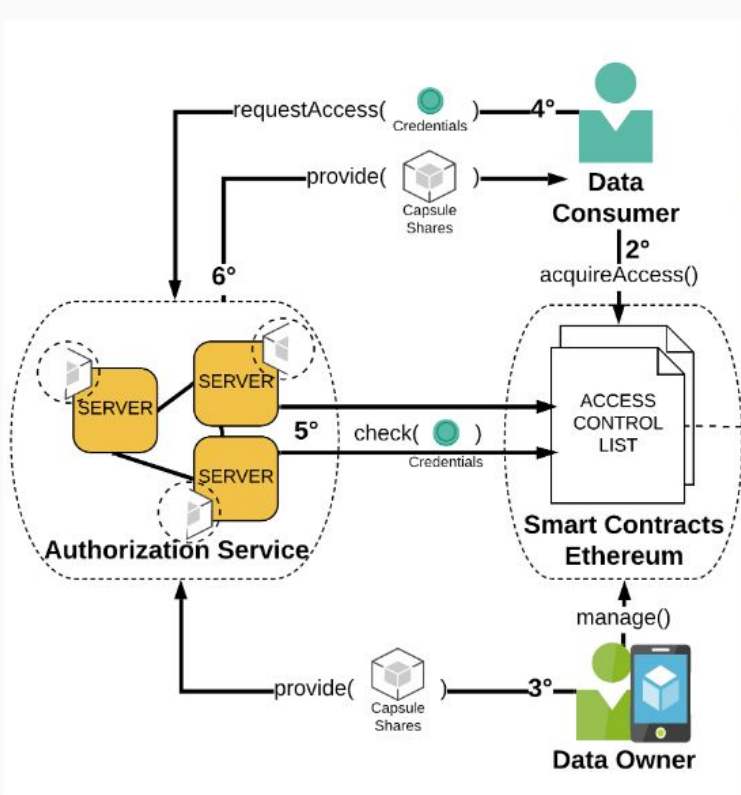 requestAccess( Credentials ) 4°
provide( Capsule Shares )
Data
Consumer
2°
acquireAccess()
6°
SERVER
SERVER
SERVER
5° check( Credentials )
ACCESS
CONTROL
LIST
Authorization Service
Smart Contracts
Ethereum
manage()
provide( Capsule Shares ) 3°
Data Owner